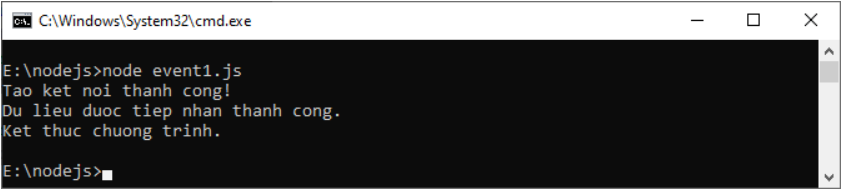 C:\Windows\System32\cmd.exe
E:\nodejs>node event1.js
Tao ket noi thanh cong!
Du lieu duoc tiep nhan thanh cong.
Ket thuc chuong trinh.
E:\nodejs>